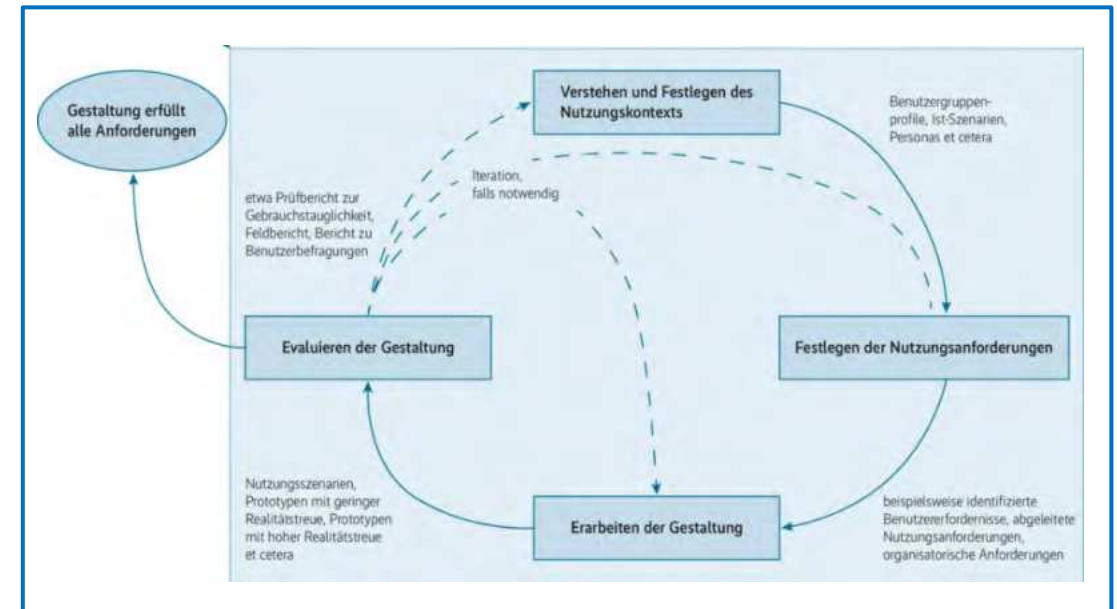 Gestaltung erfüllt
alle Anforderungen
Verstehen und Festlegen des
Nutzungskontexts
Benutzergruppen-
profile, Ist-Szenarien,
Personas et cetera
Iteration,
falls notwendig
etwa Prüfbericht zur
Gebrauchstauglichkeit,
Feldbericht, Bericht zu
Benutzerbefragungen
Evaluieren der Gestaltung
Festlegen der Nutzungsanforderungen
Nutzungsszenarien,
Prototypen mit geringer
Realitätstreue, Prototypen
mit hoher Realitätstreue
et cetera
Erarbeiten der Gestaltung
beispielsweise identifizierte
Benutzererfordernisse, abgeleitete
Nutzungsanforderungen,
organisatorische Anforderungen